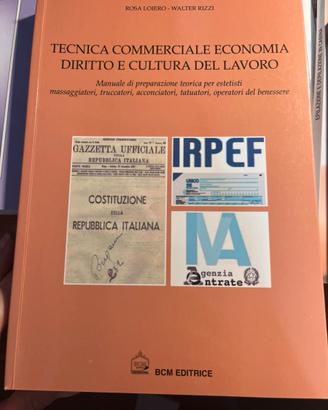 ROSA LOIERO - WALTER RIZZI
TECNICA COMMERCIALE ECONOMIA
DIRITTO E CULTURA DEL LAVORO
Manuale di preparazione teorica per estetisti
massaggiatori, truccatori, acconciatori, tatuatori, operatori del benessere
GAZZETTA UFFICIALE
DELLA
REPUBBLICA ITALIANA
COSTITUZIONE
DELLA
REPUBBLICA ITALIANA
IRPEF
UNICO
IVA
Agenzia
Entrate
BCM EDITRICE